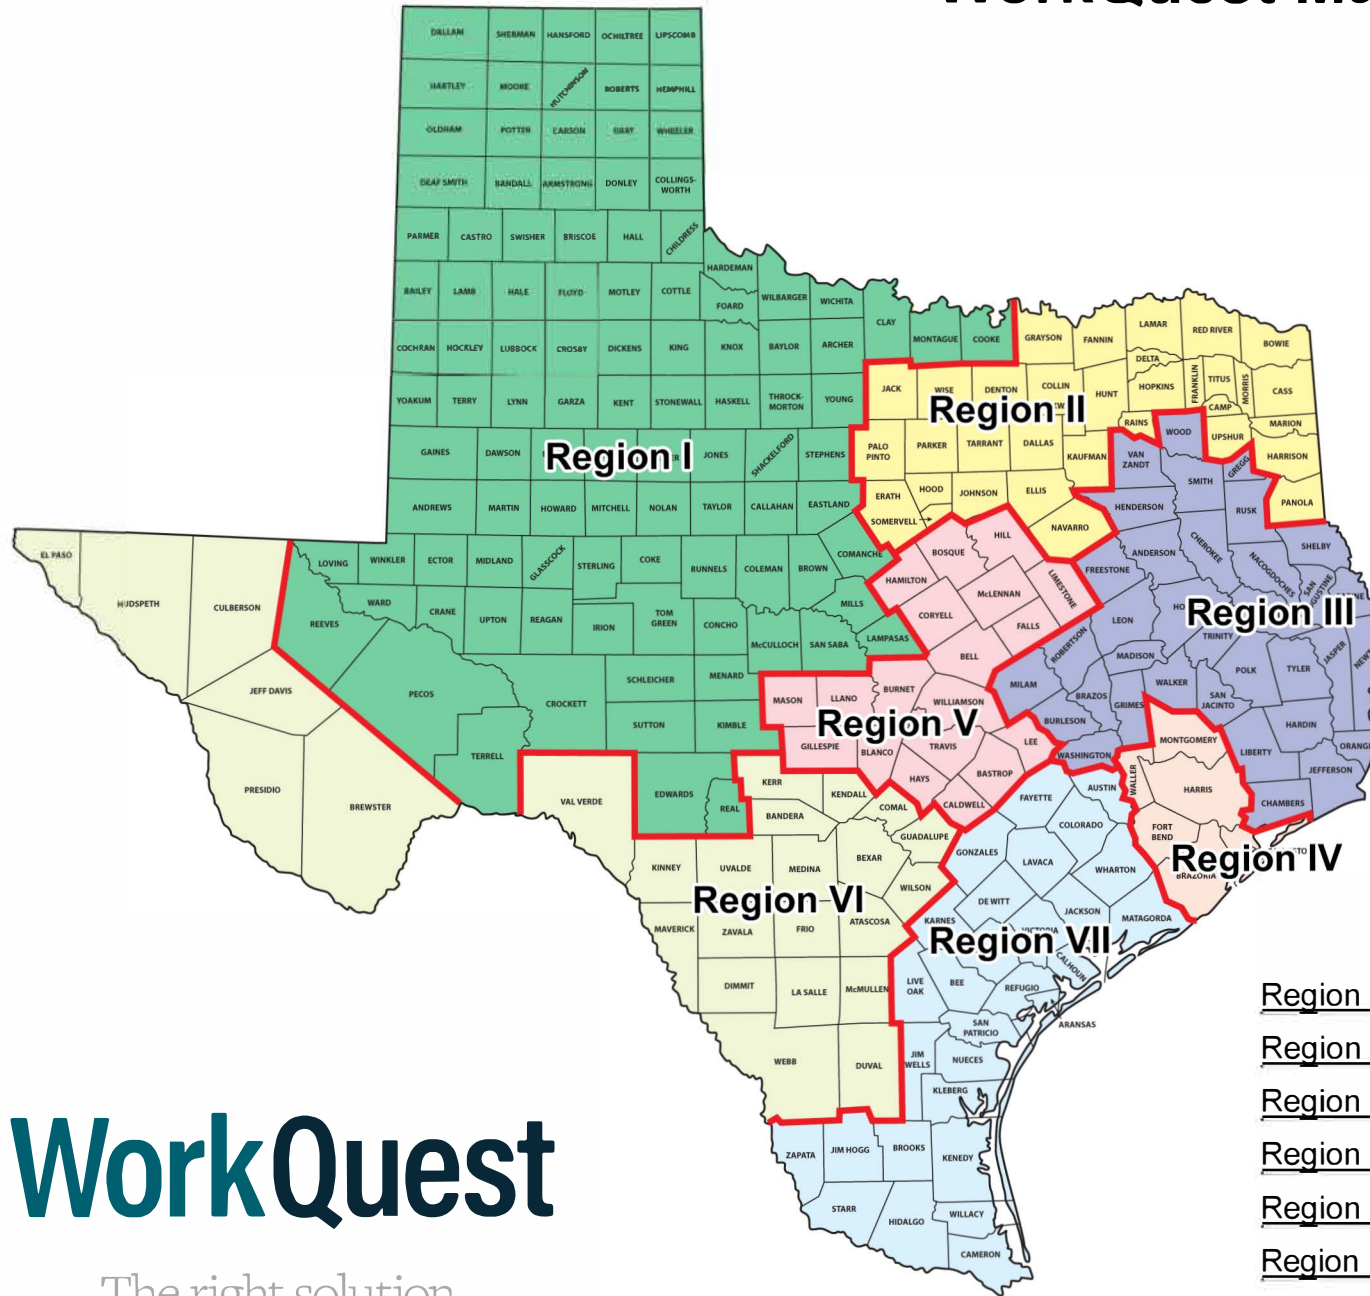 WorkQuest Ma
DALLAM SHERMAN HANSFORD OCHILTREE LIPSCOMB
HARTLEY MOORE HUTCHINSON ROBERTS HEMPHILL
OLDHAM POTTER CARSON GRAY WHEELER
DEAF SMITH RANDALL ARMSTRONG DONLEY COLLINGS-
WORTH
PARMER CASTRO SWISHER BRISCOE HALL CHILDRESS
HARDEMAN
BAILEY LAMB HALE FLOYD MOTLEY COTTLE FOARD WILBARGER WICHITA
CLAY MONTAGUE COOKE GRAYSON FANNIN LAMAR RED RIVER BOWIE
COCHRAN HOCKLEY LUBBOCK CROSBY DICKENS KING KNOX BAYLOR ARCHER
DELTA HOPKINS FRANKLIN TITUS MORRIS CASS
JACK WISE DENTON COLLIN HUNT CAMP
YOAKUM TERRY LYNN GARZA KENT STONEWALL HASKELL THROCK-
MORTON YOUNG
Region II
RAINS WOOD UPSHUR MARION
GAINES DAWSON JONES SHACKELFORD STEPHENS
Region I
PALO
PINTO PARKER TARRANT DALLAS KAUFMAN VAN
ZANDT SMITH GREGG HARRISON
ANDREWS MARTIN HOWARD MITCHELL NOLAN TAYLOR CALLAHAN EASTLAND
ERATH HOOD JOHNSON ELLIS HENDERSON RUSK PANOLA
SOMERVELL NAVARRO
EL PASO HUDSPETH CULBERSON
LOVING WINKLER ECTOR MIDLAND GLASSCOCK STERLING COKE RUNNELS COLEMAN BROWN COMANCHE
BOSQUE HILL FREESTONE ANDERSON CHEROKEE NACOGDOCHES SHELBY
HAMILTON McLENNAN LIMESTONE SAN
REEVES WARD CRANE UPTON REAGAN IRION TOM
GREEN CONCHO McCULLOCH SAN SABA MILLS LAMPASAS
CORYELL FALLS LEON
Region III
TRINITY
BELL ROBERTSON MADISON POLK TYLER JASPER
JEFF DAVIS PECOS CROCKETT SCHLEICHER MENARD
MASON LLANO BURNET WILLIAMSON MILAM BRAZOS GRIMES WALKER SAN
JACINTO HARDIN
SUTTON KIMBLE
Region V
GILLESPIE BLANCO TRAVIS LEE BURLESON WASHINGTON MONTGOMERY LIBERTY
TERRELL HAYS BASTROP JEFFERSON
PRESIDIO BREWSTER VAL VERDE EDWARDS REAL KERR KENDALL COMAL CALDWELL
FAYETTE AUSTIN WALLER HARRIS CHAMBERS
BANDERA GUADALUPE COLORADO FORT
BEND
Region IV
BRAZORIA
KINNEY UVALDE MEDINA BEXAR WILSON GONZALES LAVACA WHARTON
Region VI
DE WITT JACKSON MATAGORDA
MAVERICK ZAVALA FRIO ATASCOSA KARNES VICTORIA
Region VII
CALHOUN
DIMMIT LA SALLE McMULLEN LIVE
OAK BEE REFUGIO
SAN
PATRICIO ARANSAS
WEBB DUVAL JIM
WELLS NUECES
KLEBERG
ZAPATA JIM HOGG BROOKS KENEDY
STARR HIDALGO WILLACY
CAMERON
Region
Region
Region
Region
Region
Region
WorkQuest
The right solution